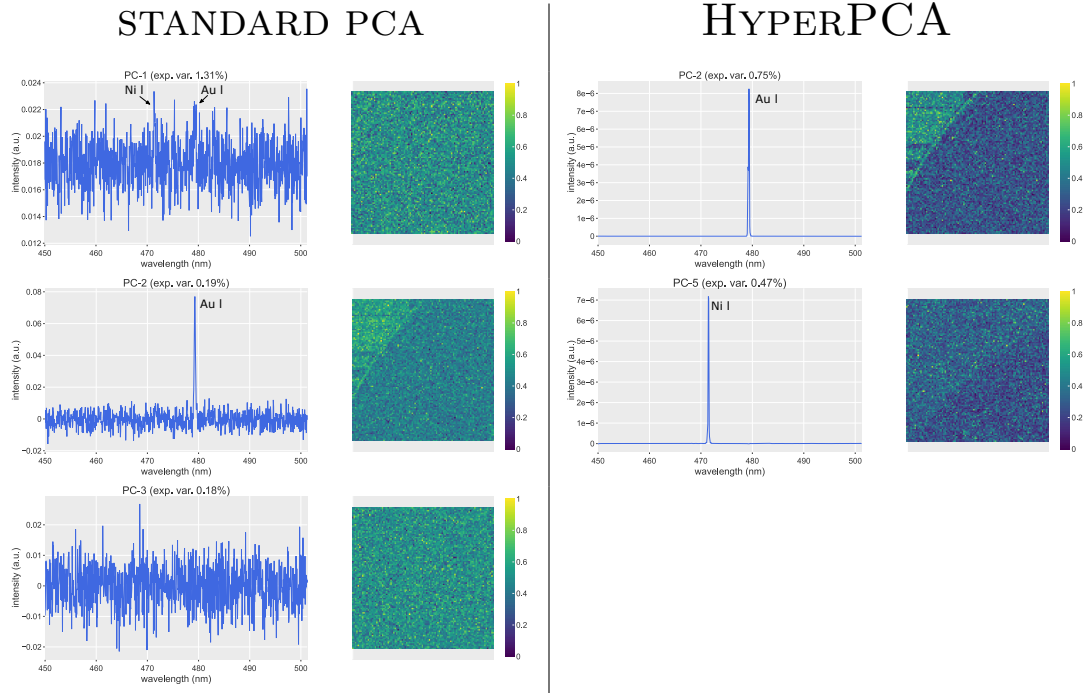 STANDARD PCA
HYPERPCA
PC-1 (exp. var. 1.31%)
Ni I
Au I
intensity (a.u.)
0.024
0.022
0.02
0.018
0.016
0.014
0.012
450 460 470 480 490 500
wavelength (nm)
1
0.8
0.6
0.4
0.2
0
PC-2 (exp. var. 0.19%)
Au I
intensity (a.u.)
0.08
0.06
0.04
0.02
0
−0.02
450 460 470 480 490 500
wavelength (nm)
1
0.8
0.6
0.4
0.2
0
PC-3 (exp. var. 0.18%)
intensity (a.u.)
0.02
0.01
0
−0.01
−0.02
450 460 470 480 490 500
wavelength (nm)
1
0.8
0.6
0.4
0.2
0
PC-2 (exp. var. 0.75%)
Au I
intensity (a.u.)
8e−6
7e−6
6e−6
5e−6
4e−6
3e−6
2e−6
1e−6
0
450 460 470 480 490 500
wavelength (nm)
1
0.8
0.6
0.4
0.2
0
PC-5 (exp. var. 0.47%)
Ni I
intensity (a.u.)
7e−6
6e−6
5e−6
4e−6
3e−6
2e−6
1e−6
0
450 460 470 480 490 500
wavelength (nm)
1
0.8
0.6
0.4
0.2
0